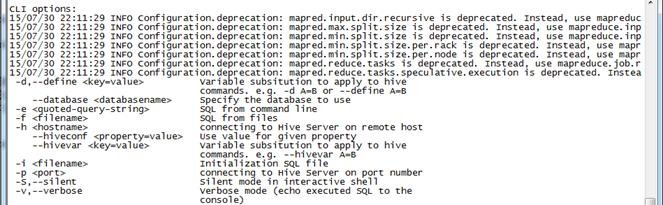 CLI options:
15/07/30 22:11:29 INFO Configuration.deprecation: mapred.input.dir.recursive is deprecated. Instead, use mapreduc
15/07/30 22:11:29 INFO Configuration.deprecation: mapred.max.split.size is deprecated. Instead, use mapreduce.inp
15/07/30 22:11:29 INFO Configuration.deprecation: mapred.min.split.size is deprecated. Instead, use mapreduce.inp
15/07/30 22:11:29 INFO Configuration.deprecation: mapred.min.split.size.per.rack is deprecated. Instead, use mapr
15/07/30 22:11:29 INFO Configuration.deprecation: mapred.min.split.size.per.node is deprecated. Instead, use mapr
15/07/30 22:11:29 INFO Configuration.deprecation: mapred.reduce.tasks is deprecated. Instead, use mapreduce.job.r
15/07/30 22:11:29 INFO Configuration.deprecation: mapred.reduce.tasks.speculative.execution is deprecated. Instea
-d,--define <key=value> Variable subsitution to apply to hive
commands. e.g. -d A=B or --define A=B
--database <databasename> Specify the database to use
-e <quoted-query-string> SQL from command line
-f <filename> SQL from files
-h <hostname> connecting to Hive Server on remote host
--hiveconf <property=value> Use value for given property
--hivevar <key=value> Variable subsitution to apply to hive
commands. e.g. --hivevar A=B
-i <filename> Initialization SQL file
-p <port> connecting to Hive Server on port number
-S,--silent Silent mode in interactive shell
-v,--verbose Verbose mode (echo executed SQL to the
console)